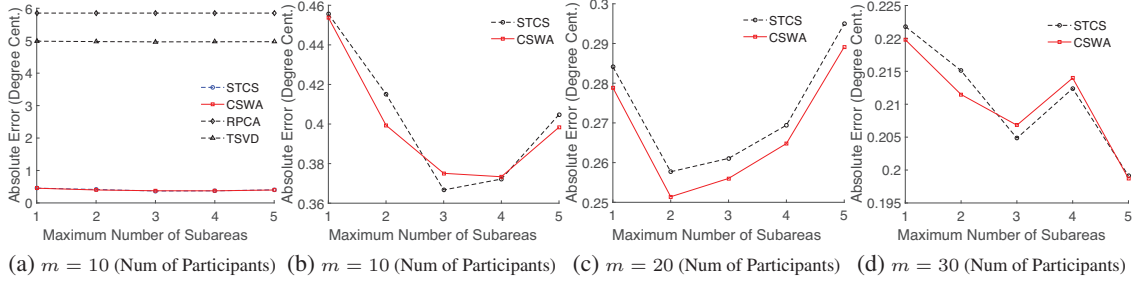 6
5
4
3
2
1
0
1 2 3 4 5
Absolute Error (Degree Cent.)
Maximum Number of Subareas
STCS
CSWA
RPCA
TSVD
(a) m = 10 (Num of Participants)
0.46
0.44
0.42
0.4
0.38
0.36
1 2 3 4 5
Absolute Error (Degree Cent.)
Maximum Number of Subareas
STCS
CSWA
(b) m = 10 (Num of Participants)
0.3
0.29
0.28
0.27
0.26
0.25
1 2 3 4 5
Absolute Error (Degree Cent.)
Maximum Number of Subareas
STCS
CSWA
(c) m = 20 (Num of Participants)
0.225
0.22
0.215
0.21
0.205
0.2
0.195
1 2 3 4 5
Absolute Error (Degree Cent.)
Maximum Number of Subareas
STCS
CSWA
(d) m = 30 (Num of Participants)